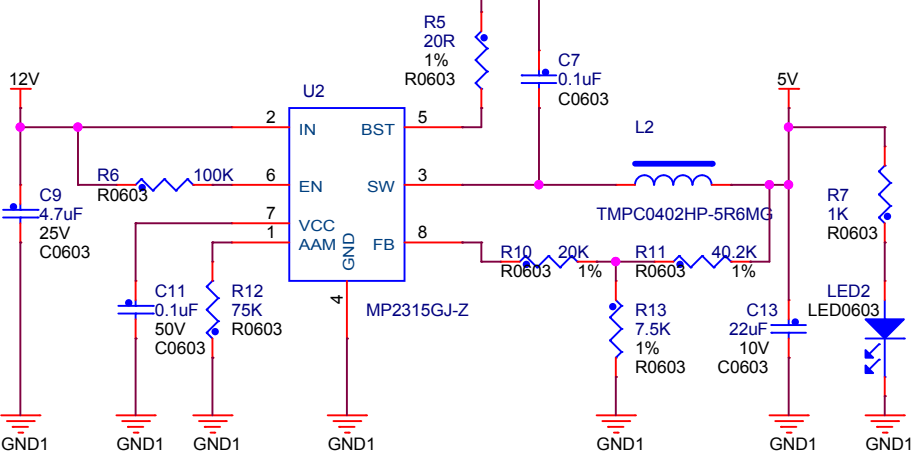 R5
20R
1%
R0603
C7
0.1uF
C0603
12V
5V
U2
L2
2
IN
BST
5
R6
R0603
100K
6
EN
SW
3
R7
1K
R0603
C9
4.7uF
25V
C0603
7
VCC
1
AAM
GND
FB
8
TMPC0402HP-5R6MG
R10
R0603
20K
1%
R11
R0603
40.2K
1%
C11
0.1uF
50V
C0603
R12
75K
R0603
4
MP2315GJ-Z
R13
7.5K
1%
R0603
C13
22uF
10V
C0603
LED2
LED0603
GND1
GND1
GND1
GND1
GND1
GND1
GND1